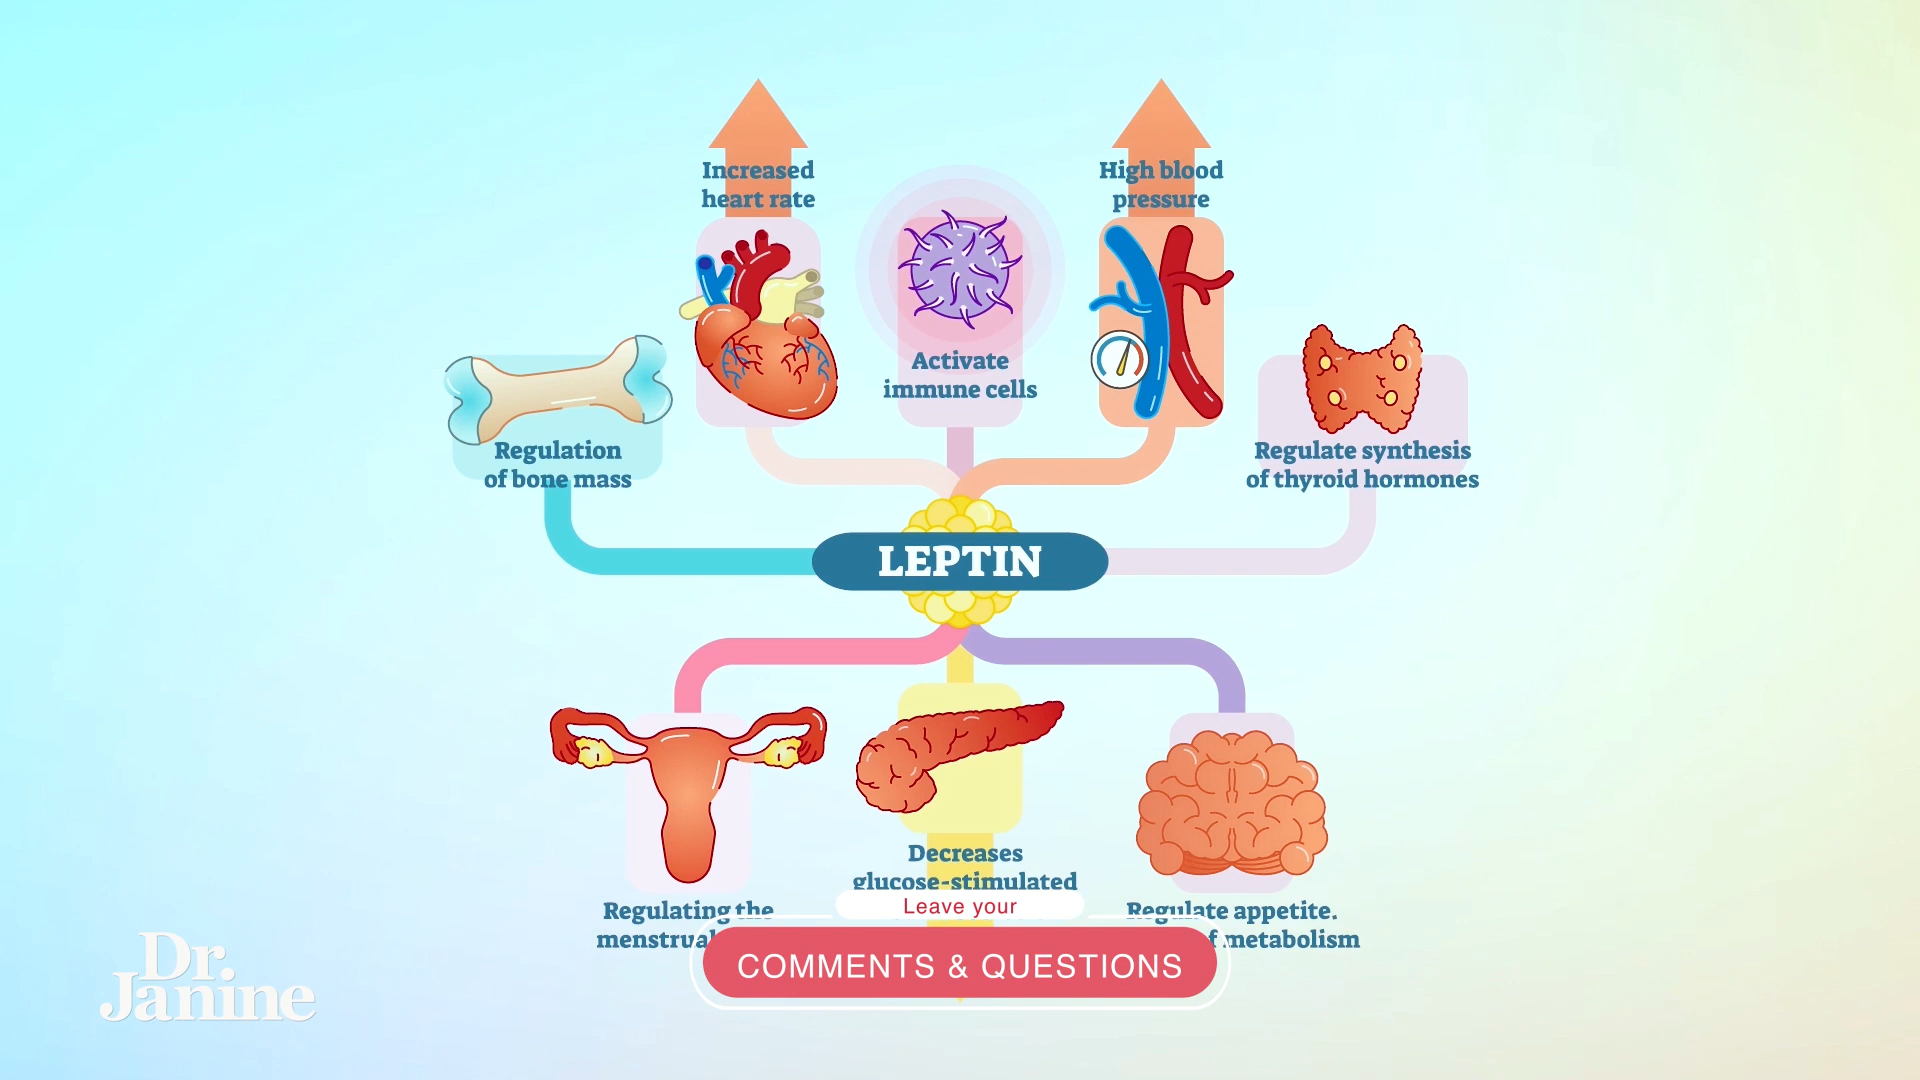 Increased
heart rate
High blood
pressure
Activate
immune cells
Regulation
of bone mass
Regulate synthesis
of thyroid hormones
LEPTIN
Decreases
glucose-stimulated
Regulating the
menstrual
Regulate appetite.
metabolism
Leave your
COMMENTS & QUESTIONS
Dr.
Janine